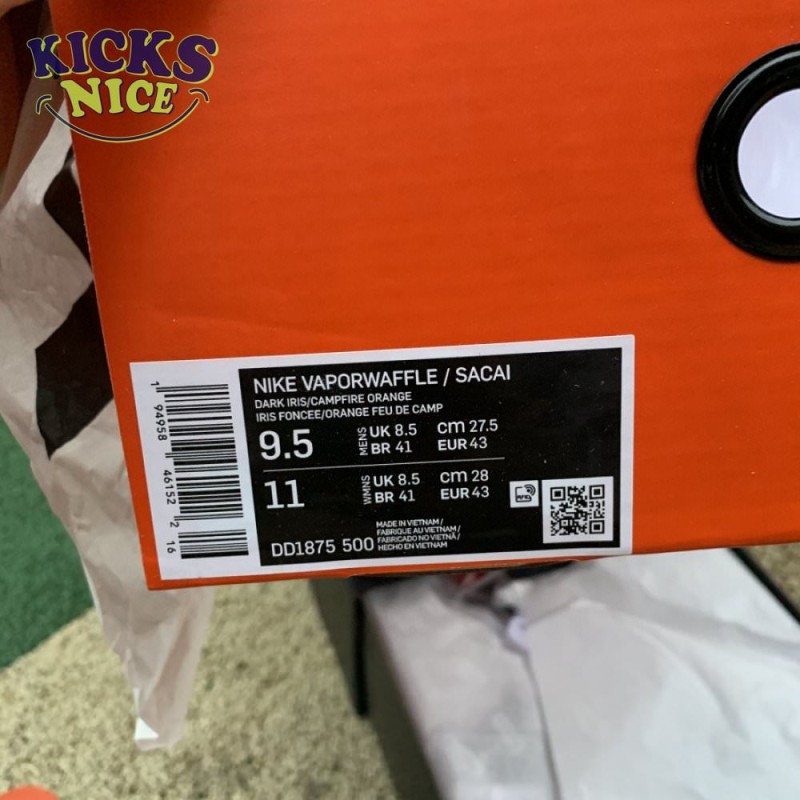 KICKS
NICE
NIKE VAPORWAFFLE / SACAI
DARK IRIS/CAMPFIRE ORANGE
IRIS FONCEE/ORANGE FEU DE CAMP
9.5 MENS UK 8.5 cm 27.5
BR 41 EUR 43
11 WMNS UK 8.5 cm 28
BR 41 EUR 43
DD1875 500
MADE IN VIETNAM /
FABRIQUE AU VIETNAM /
FABRICADO NO VIETNÃ /
HECHO EN VIETNAM
1 94958 46152 2 16